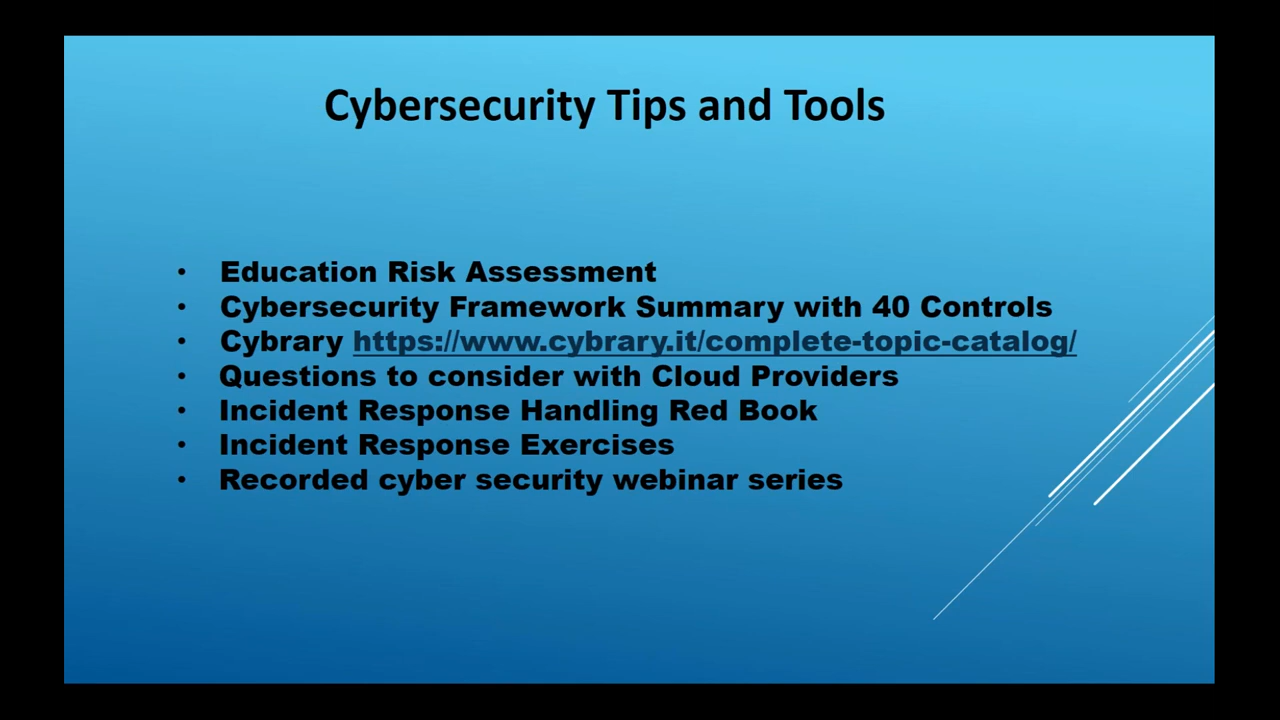 Cybersecurity Tips and Tools
• Education Risk Assessment
• Cybersecurity Framework Summary with 40 Controls
• Cybrary https://www.cybrary.it/complete-topic-catalog/
• Questions to consider with Cloud Providers
• Incident Response Handling Red Book
• Incident Response Exercises
• Recorded cyber security webinar series